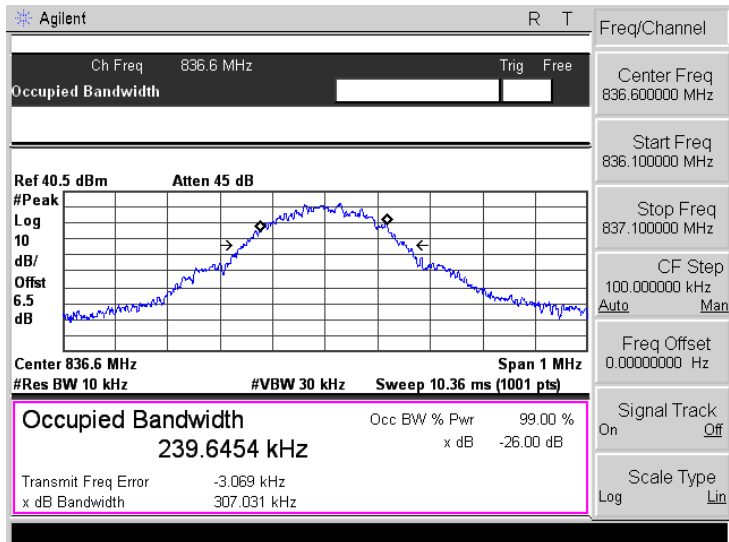 Agilent R T
Ch Freq 836.6 MHz Trig Free
Occupied Bandwidth
Ref 40.5 dBm Atten 45 dB
#Peak
Log
10
dB/
Offst
6.5
dB
Center 836.6 MHz Span 1 MHz
#Res BW 10 kHz #VBW 30 kHz Sweep 10.36 ms (1001 pts)
Occupied Bandwidth Occ BW % Pwr 99.00 %
239.6454 kHz x dB -26.00 dB
Transmit Freq Error -3.069 kHz
x dB Bandwidth 307.031 kHz
Freq/Channel
Center Freq
836.600000 MHz
Start Freq
836.100000 MHz
Stop Freq
837.100000 MHz
CF Step
100.000000 kHz
Auto Man
Freq Offset
0.00000000 Hz
Signal Track
On Off
Scale Type
Log Lin